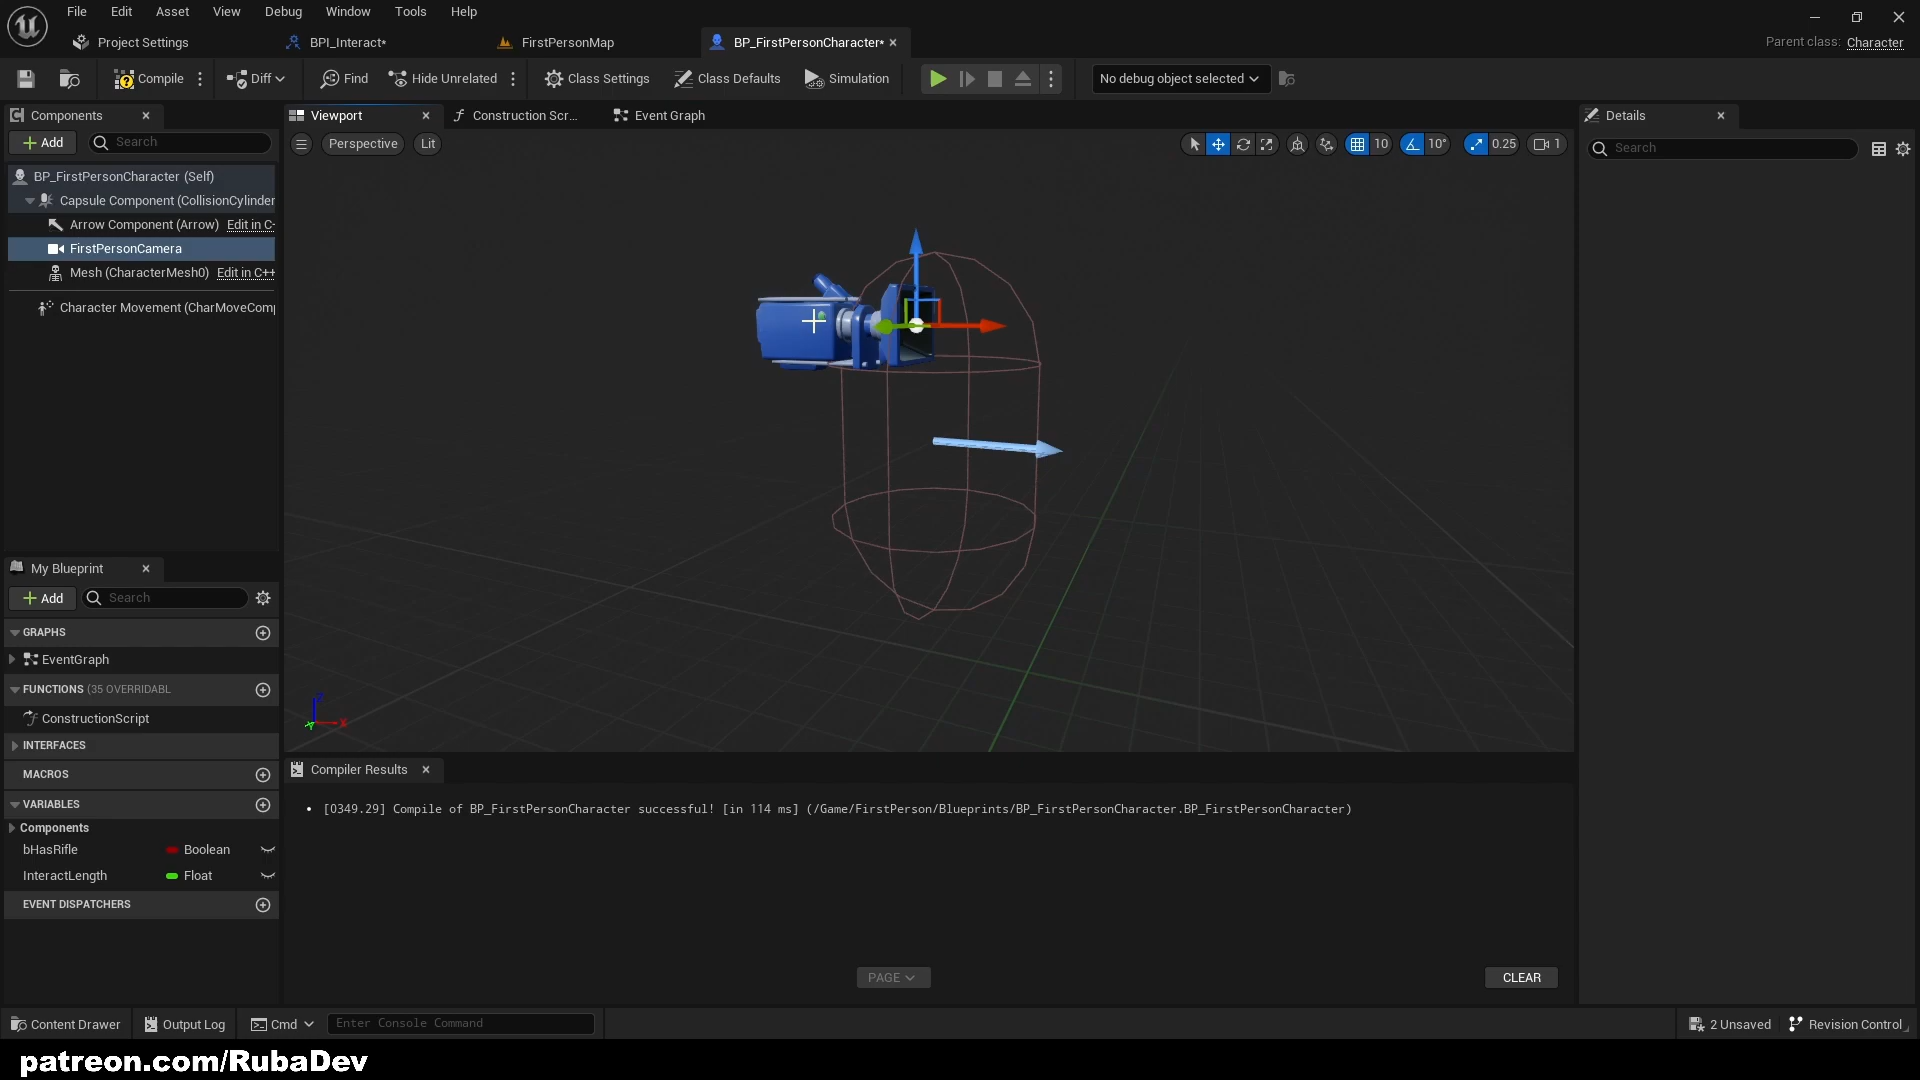 File Edit Asset View Debug Window Tools Help
Project Settings BPI_Interact* FirstPersonMap BP_FirstPersonCharacter* Parent class: Character
Compile Diff Find Hide Unrelated Class Settings Class Defaults Simulation No debug object selected
Components Viewport Construction Scr... Event Graph Details
Add Search Perspective Lit 10 10° 0.25 1 Search
BP_FirstPersonCharacter (Self)
Capsule Component (CollisionCylinder
Arrow Component (Arrow) Edit in C
FirstPersonCamera
Mesh (CharacterMesh0) Edit in C++
Character Movement (CharMoveComp
My Blueprint
Add Search
GRAPHS
EventGraph
FUNCTIONS (35 OVERRIDABL
ConstructionScript
INTERFACES
MACROS
VARIABLES
Components
bHasRifle Boolean
InteractLength Float
EVENT DISPATCHERS
X
Compiler Results
• [0349.29] Compile of BP_FirstPersonCharacter successful! [in 114 ms] (/Game/FirstPerson/Blueprints/BP_FirstPersonCharacter.BP_FirstPersonCharacter)
PAGE CLEAR
Content Drawer Output Log Cmd Enter Console Command 2 Unsaved Revision Control
patreon.com/RubaDev